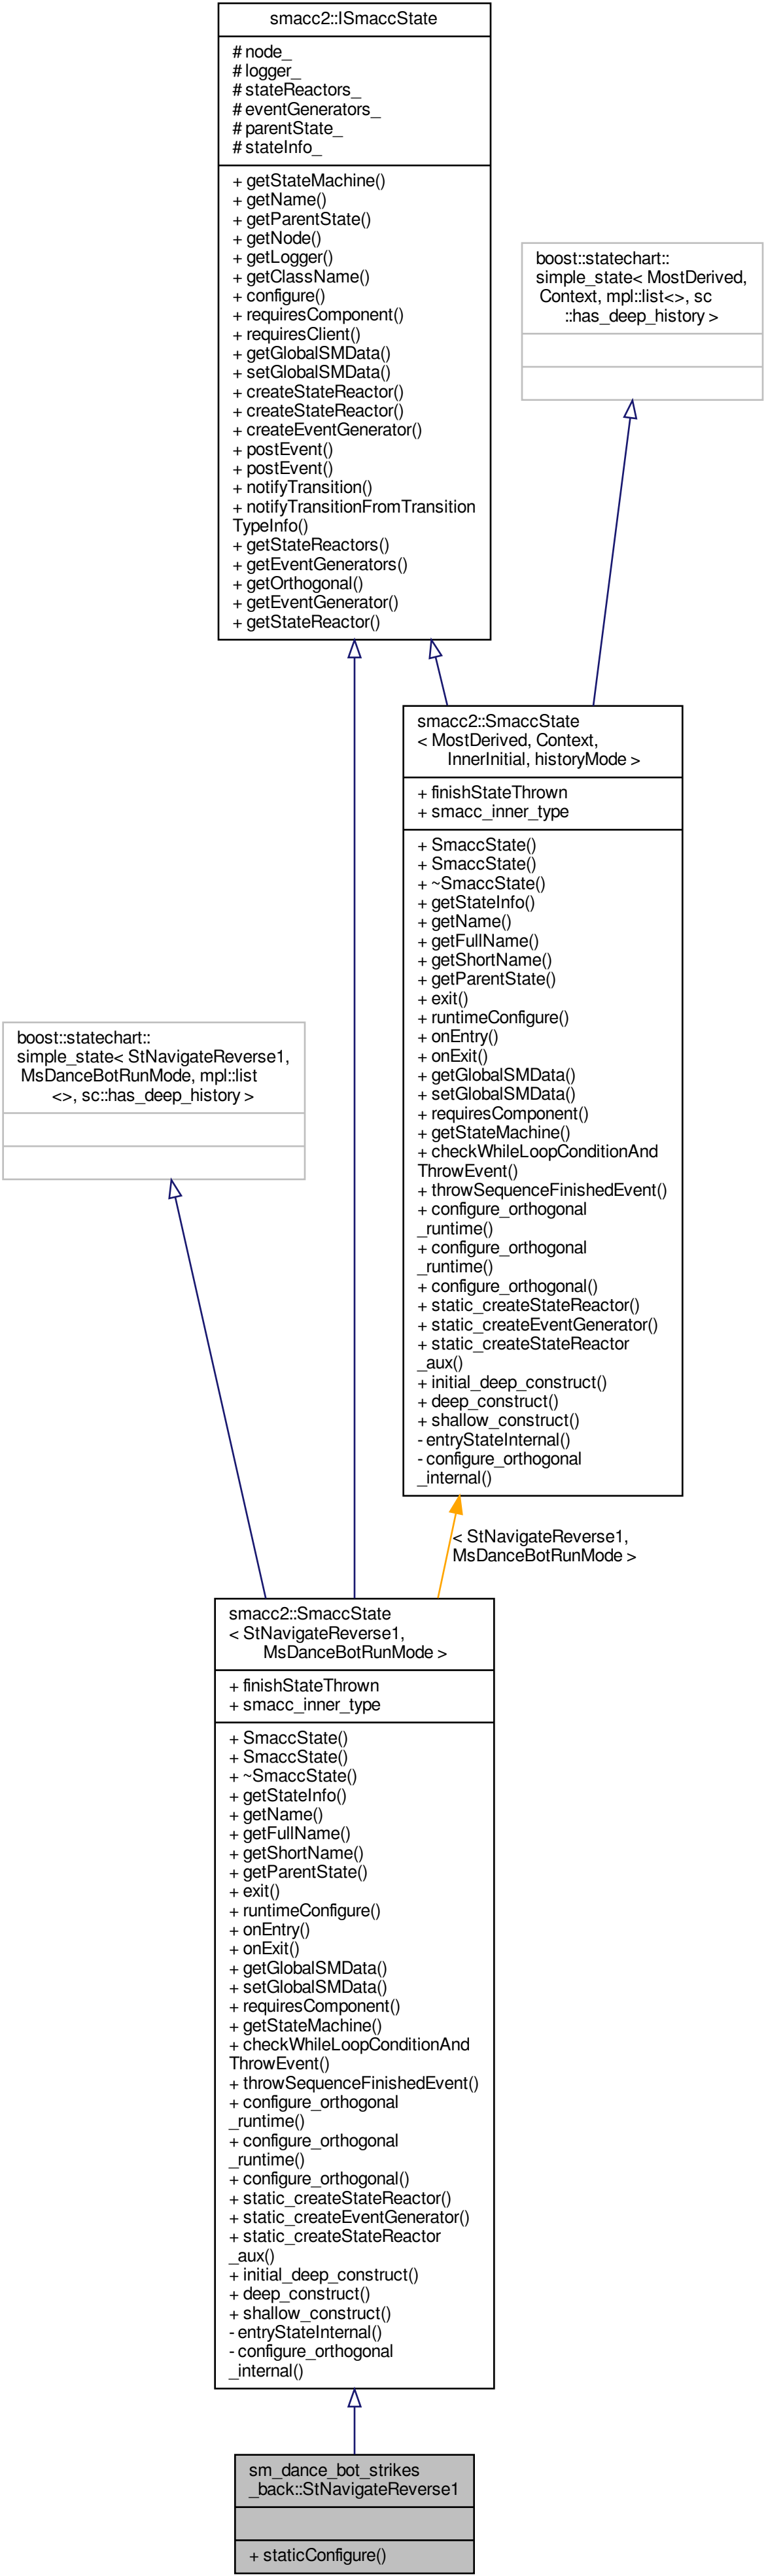 smacc2::ISmaccState
# node_
# logger_
# stateReactors_
# eventGenerators_
# parentState_
# stateInfo_
+ getStateMachine()
+ getName()
+ getParentState()
+ getNode()
+ getLogger()
+ getClassName()
+ configure()
+ requiresComponent()
+ requiresClient()
+ getGlobalSMData()
+ setGlobalSMData()
+ createStateReactor()
+ createStateReactor()
+ createEventGenerator()
+ postEvent()
+ postEvent()
+ notifyTransition()
+ notifyTransitionFromTransition
TypeInfo()
+ getStateReactors()
+ getEventGenerators()
+ getOrthogonal()
+ getEventGenerator()
+ getStateReactor()
boost::statechart::
simple_state< MostDerived,
Context, mpl::list<>, sc
::has_deep_history >
smacc2::SmaccState
< MostDerived, Context,
InnerInitial, historyMode >
+ finishStateThrown
+ smacc_inner_type
+ SmaccState()
+ SmaccState()
+ ~SmaccState()
+ getStateInfo()
+ getName()
+ getFullName()
+ getShortName()
+ getParentState()
+ exit()
+ runtimeConfigure()
+ onEntry()
+ onExit()
+ getGlobalSMData()
+ setGlobalSMData()
+ requiresComponent()
+ getStateMachine()
+ checkWhileLoopConditionAnd
ThrowEvent()
+ throwSequenceFinishedEvent()
+ configure_orthogonal
_runtime()
+ configure_orthogonal
_runtime()
+ configure_orthogonal()
+ static_createStateReactor()
+ static_createEventGenerator()
+ static_createStateReactor
_aux()
+ initial_deep_construct()
+ deep_construct()
+ shallow_construct()
- entryStateInternal()
- configure_orthogonal
_internal()
boost::statechart::
simple_state< StNavigateReverse1,
MsDanceBotRunMode, mpl::list
<>, sc::has_deep_history >
< StNavigateReverse1,
MsDanceBotRunMode >
smacc2::SmaccState
< StNavigateReverse1,
MsDanceBotRunMode >
+ finishStateThrown
+ smacc_inner_type
+ SmaccState()
+ SmaccState()
+ ~SmaccState()
+ getStateInfo()
+ getName()
+ getFullName()
+ getShortName()
+ getParentState()
+ exit()
+ runtimeConfigure()
+ onEntry()
+ onExit()
+ getGlobalSMData()
+ setGlobalSMData()
+ requiresComponent()
+ getStateMachine()
+ checkWhileLoopConditionAnd
ThrowEvent()
+ throwSequenceFinishedEvent()
+ configure_orthogonal
_runtime()
+ configure_orthogonal
_runtime()
+ configure_orthogonal()
+ static_createStateReactor()
+ static_createEventGenerator()
+ static_createStateReactor
_aux()
+ initial_deep_construct()
+ deep_construct()
+ shallow_construct()
- entryStateInternal()
- configure_orthogonal
_internal()
sm_dance_bot_strikes
_back::StNavigateReverse1
+ staticConfigure()